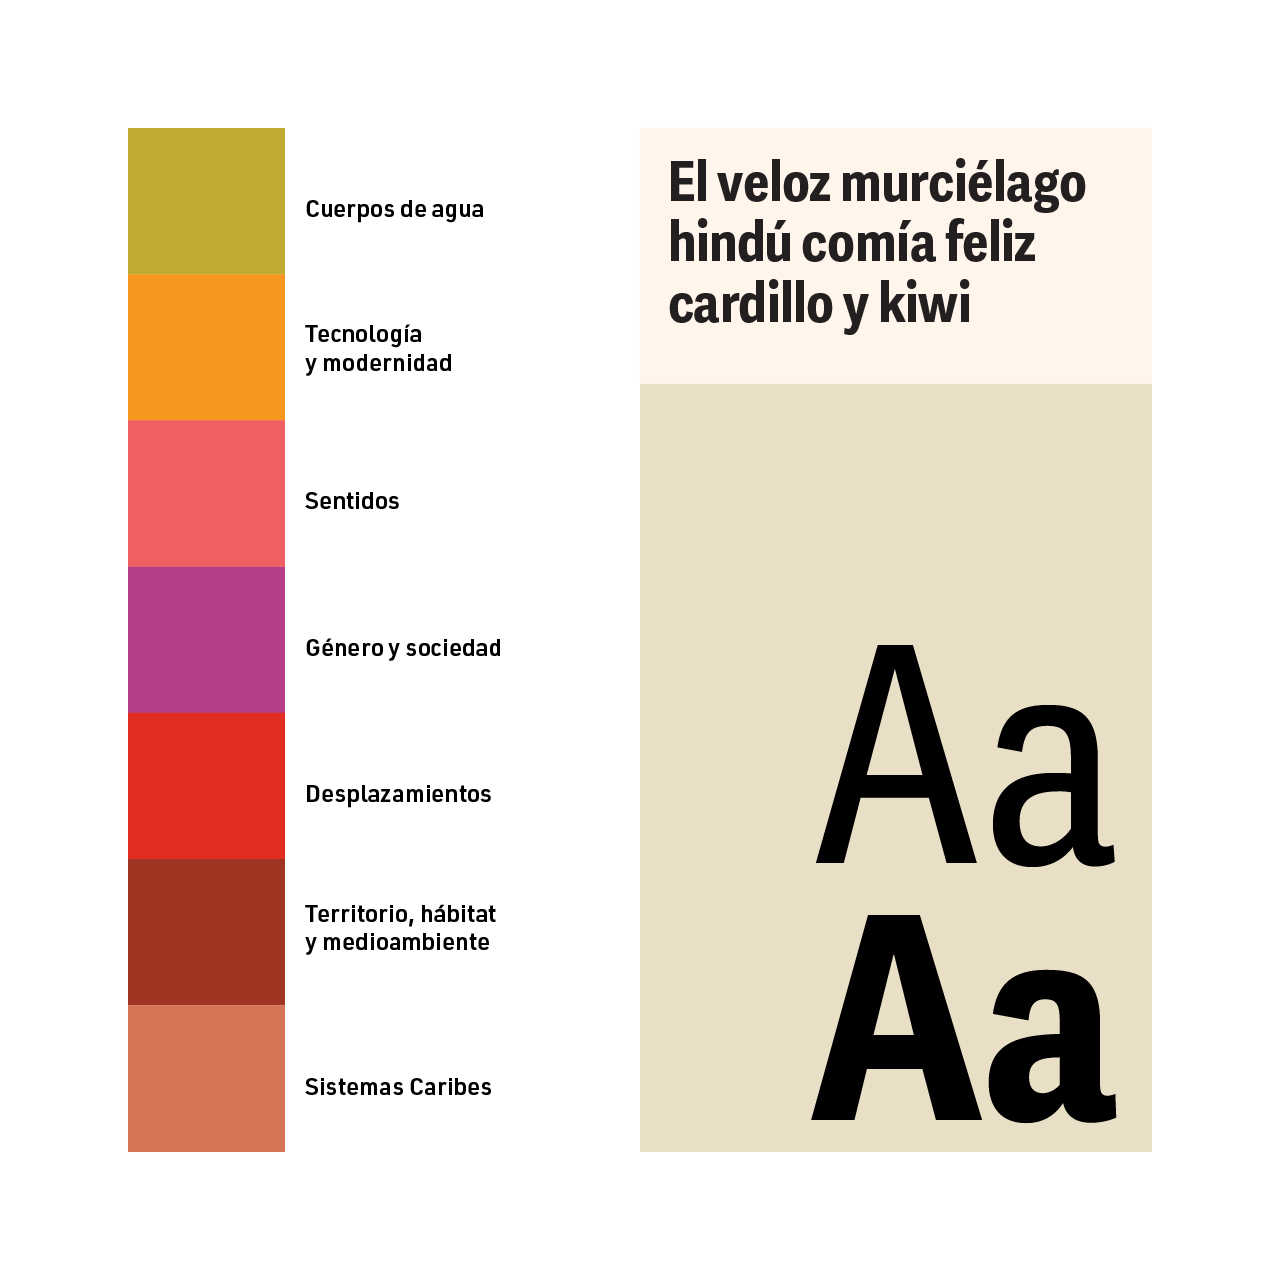 Cuerpos de agua
Tecnología
y modernidad
Sentidos
Género y sociedad
Desplazamientos
Territorio, hábitat
y medioambiente
Sistemas Caribes
El veloz murciélago
hindú comía feliz
cardillo y kiwi
Aa
Aa